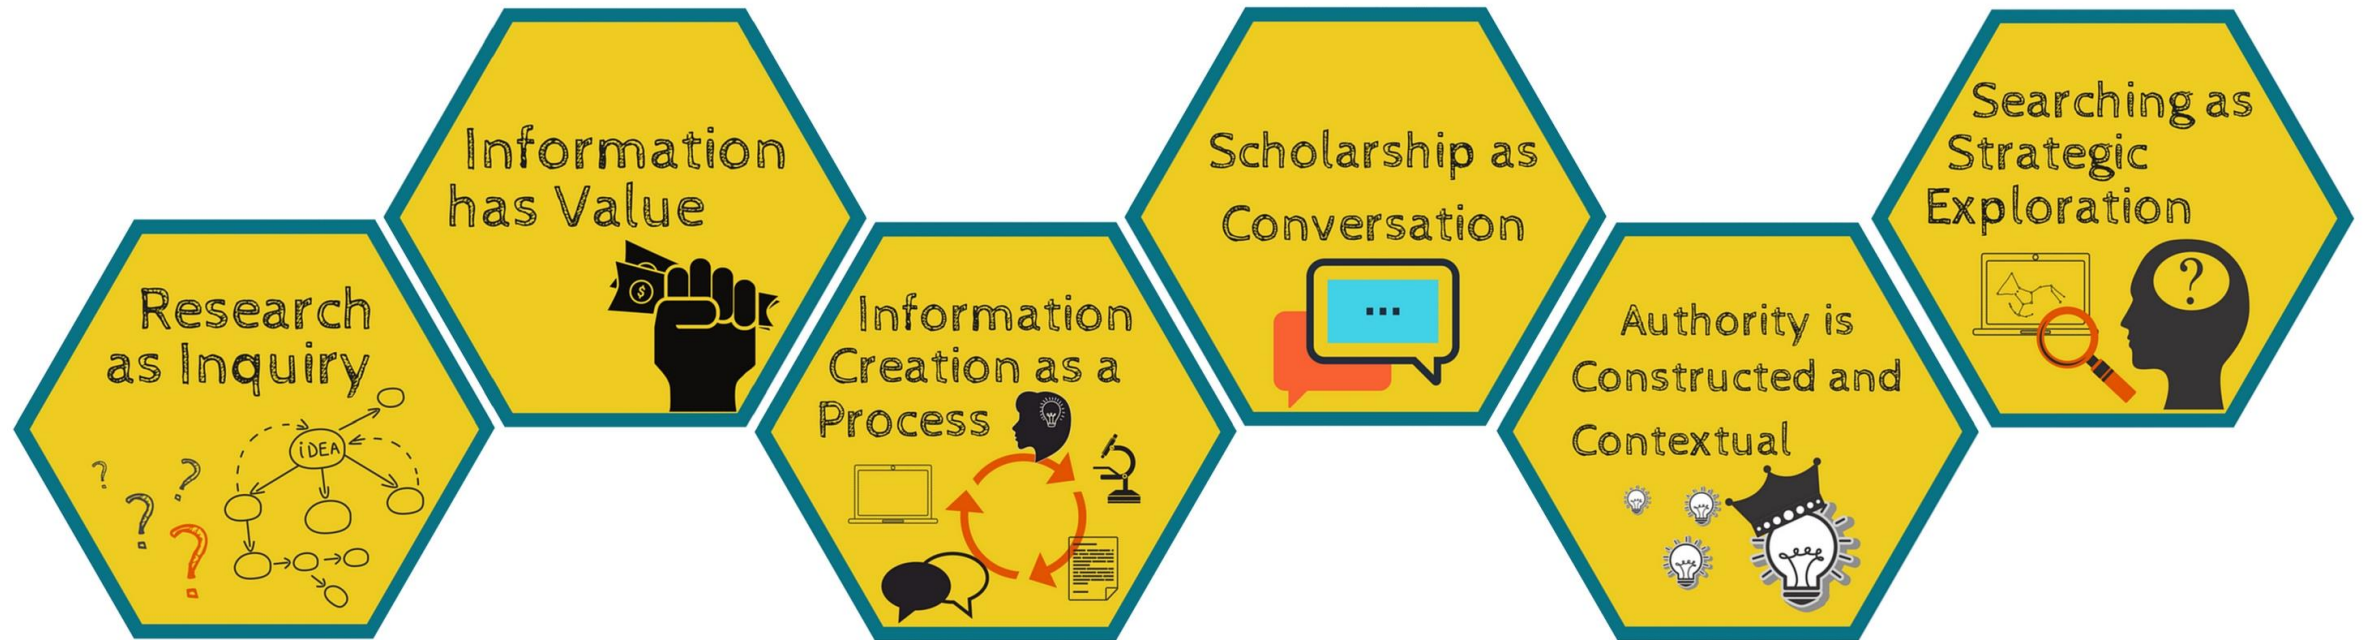 Research
as Inquiry
iDEA
? ? ? ?
Information
has Value
$
Information
Creation as a
Process
Scholarship as
Conversation
...
Authority is
Constructed and
Contextual
Searching as
Strategic
Exploration
?